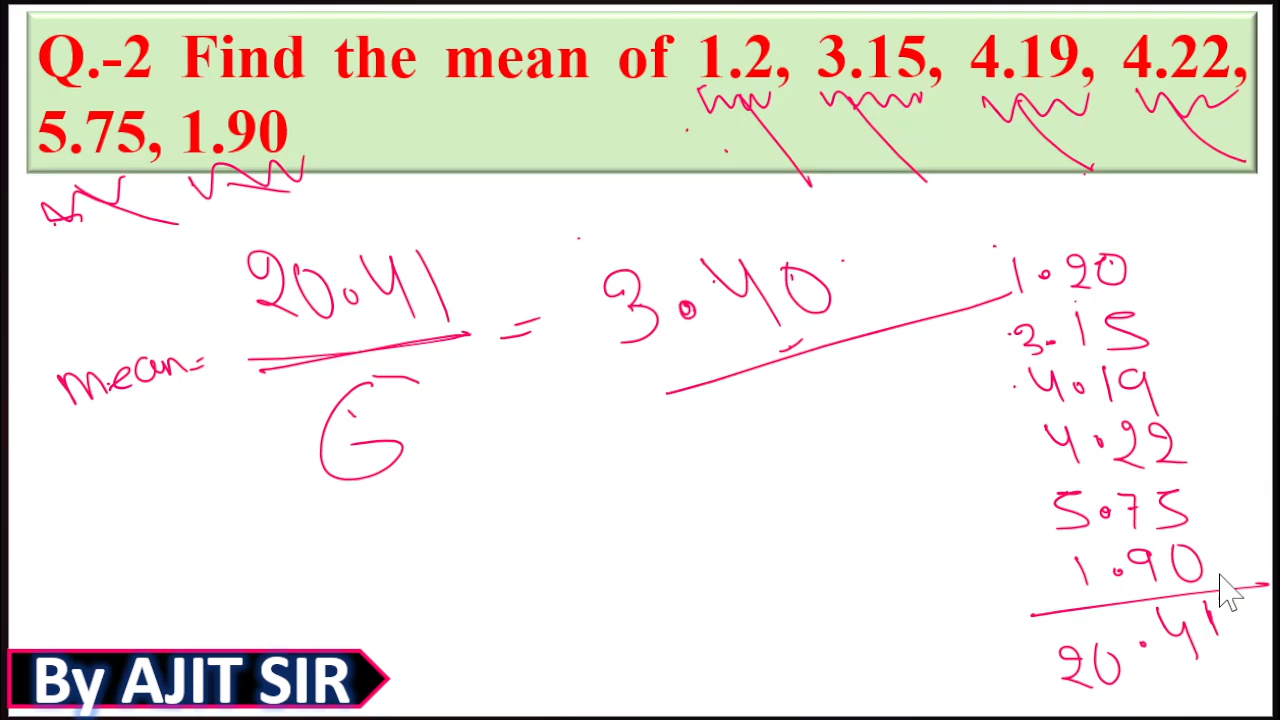 Q.-2 Find the mean of 1.2, 3.15, 4.19, 4.22,
5.75, 1.90
mean = 20.41 / 6 = 3.40
1.20
3.15
4.19
4.22
5.75
1.90
20.41
By AJIT SIR